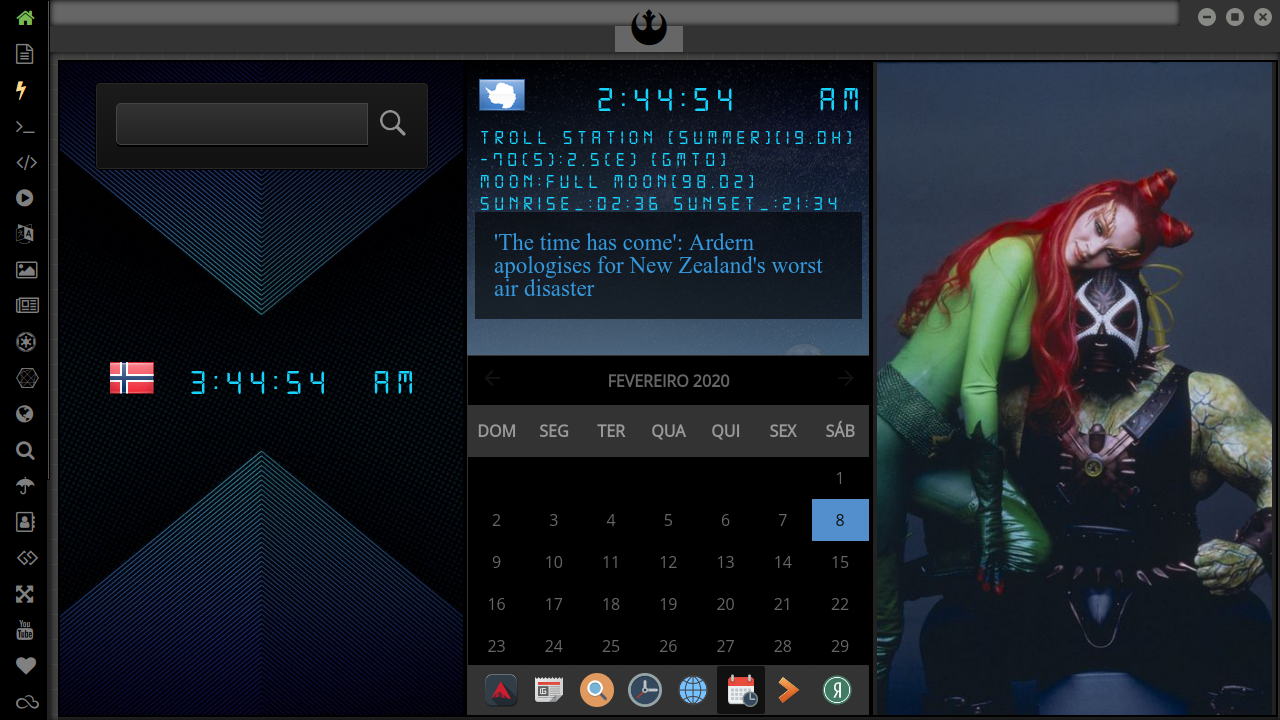 2:44:54 AM
TROLL STATION [SUMMER](19.0H)
-70(S):2.5(E) (GMT0)
MOON:FULL MOON[98.02]
SUNRISE_:02:36 SUNSET_:21:34
'The time has come': Ardern
apologises for New Zealand's worst
air disaster
3:44:54 AM
FEVEREIRO 2020
DOM SEG TER QUA QUI SEX SÁB
1
2 3 4 5 6 7 8
9 10 11 12 13 14 15
16 17 18 19 20 21 22
23 24 25 26 27 28 29
You
Tube
Я